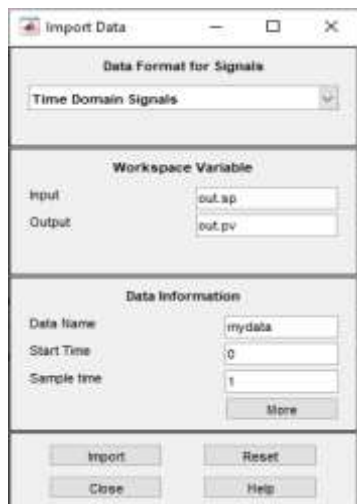 Import Data
Data Format for Signals
Time Domain Signals
Workspace Variable
Input out.sp
Output out.pv
Data Information
Data Name mydata
Start Time 0
Sample time 1
More
Import Reset
Close Help